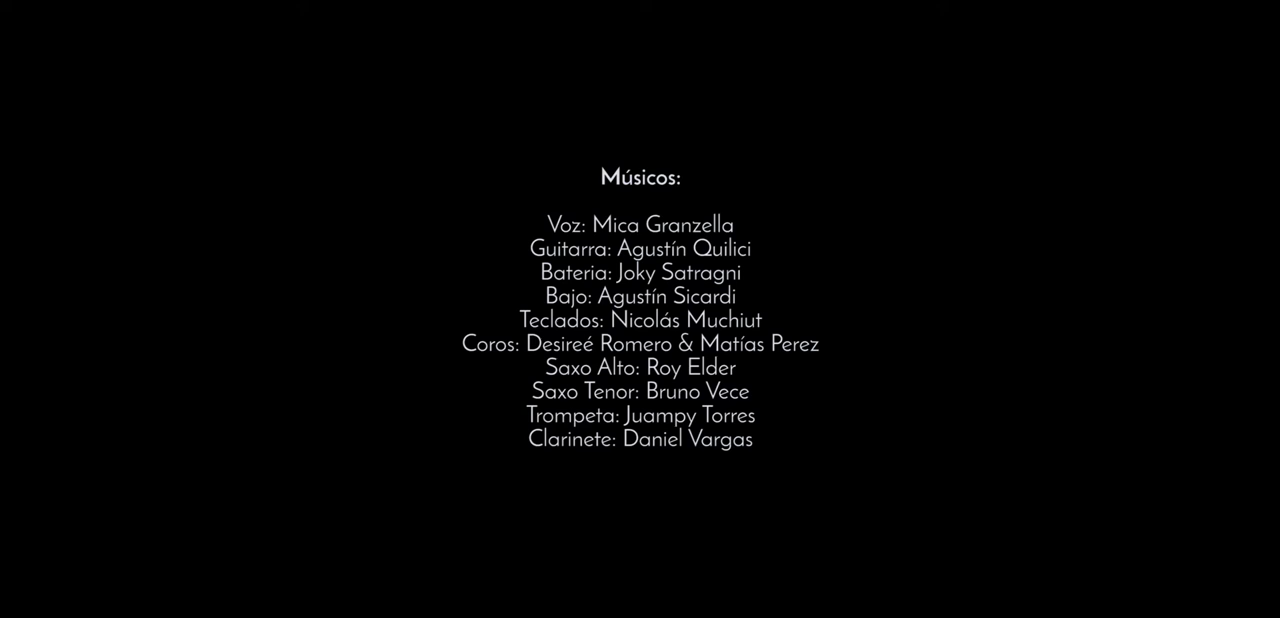 Músicos:
Voz: Mica Granzella
Guitarra: Agustín Quilici
Bateria: Joky Satragni
Bajo: Agustín Sicardi
Teclados: Nicolás Muchiut
Coros: Desireé Romero & Matías Perez
Saxo Alto: Roy Elder
Saxo Tenor: Bruno Vece
Trompeta: Juampy Torres
Clarinete: Daniel Vargas